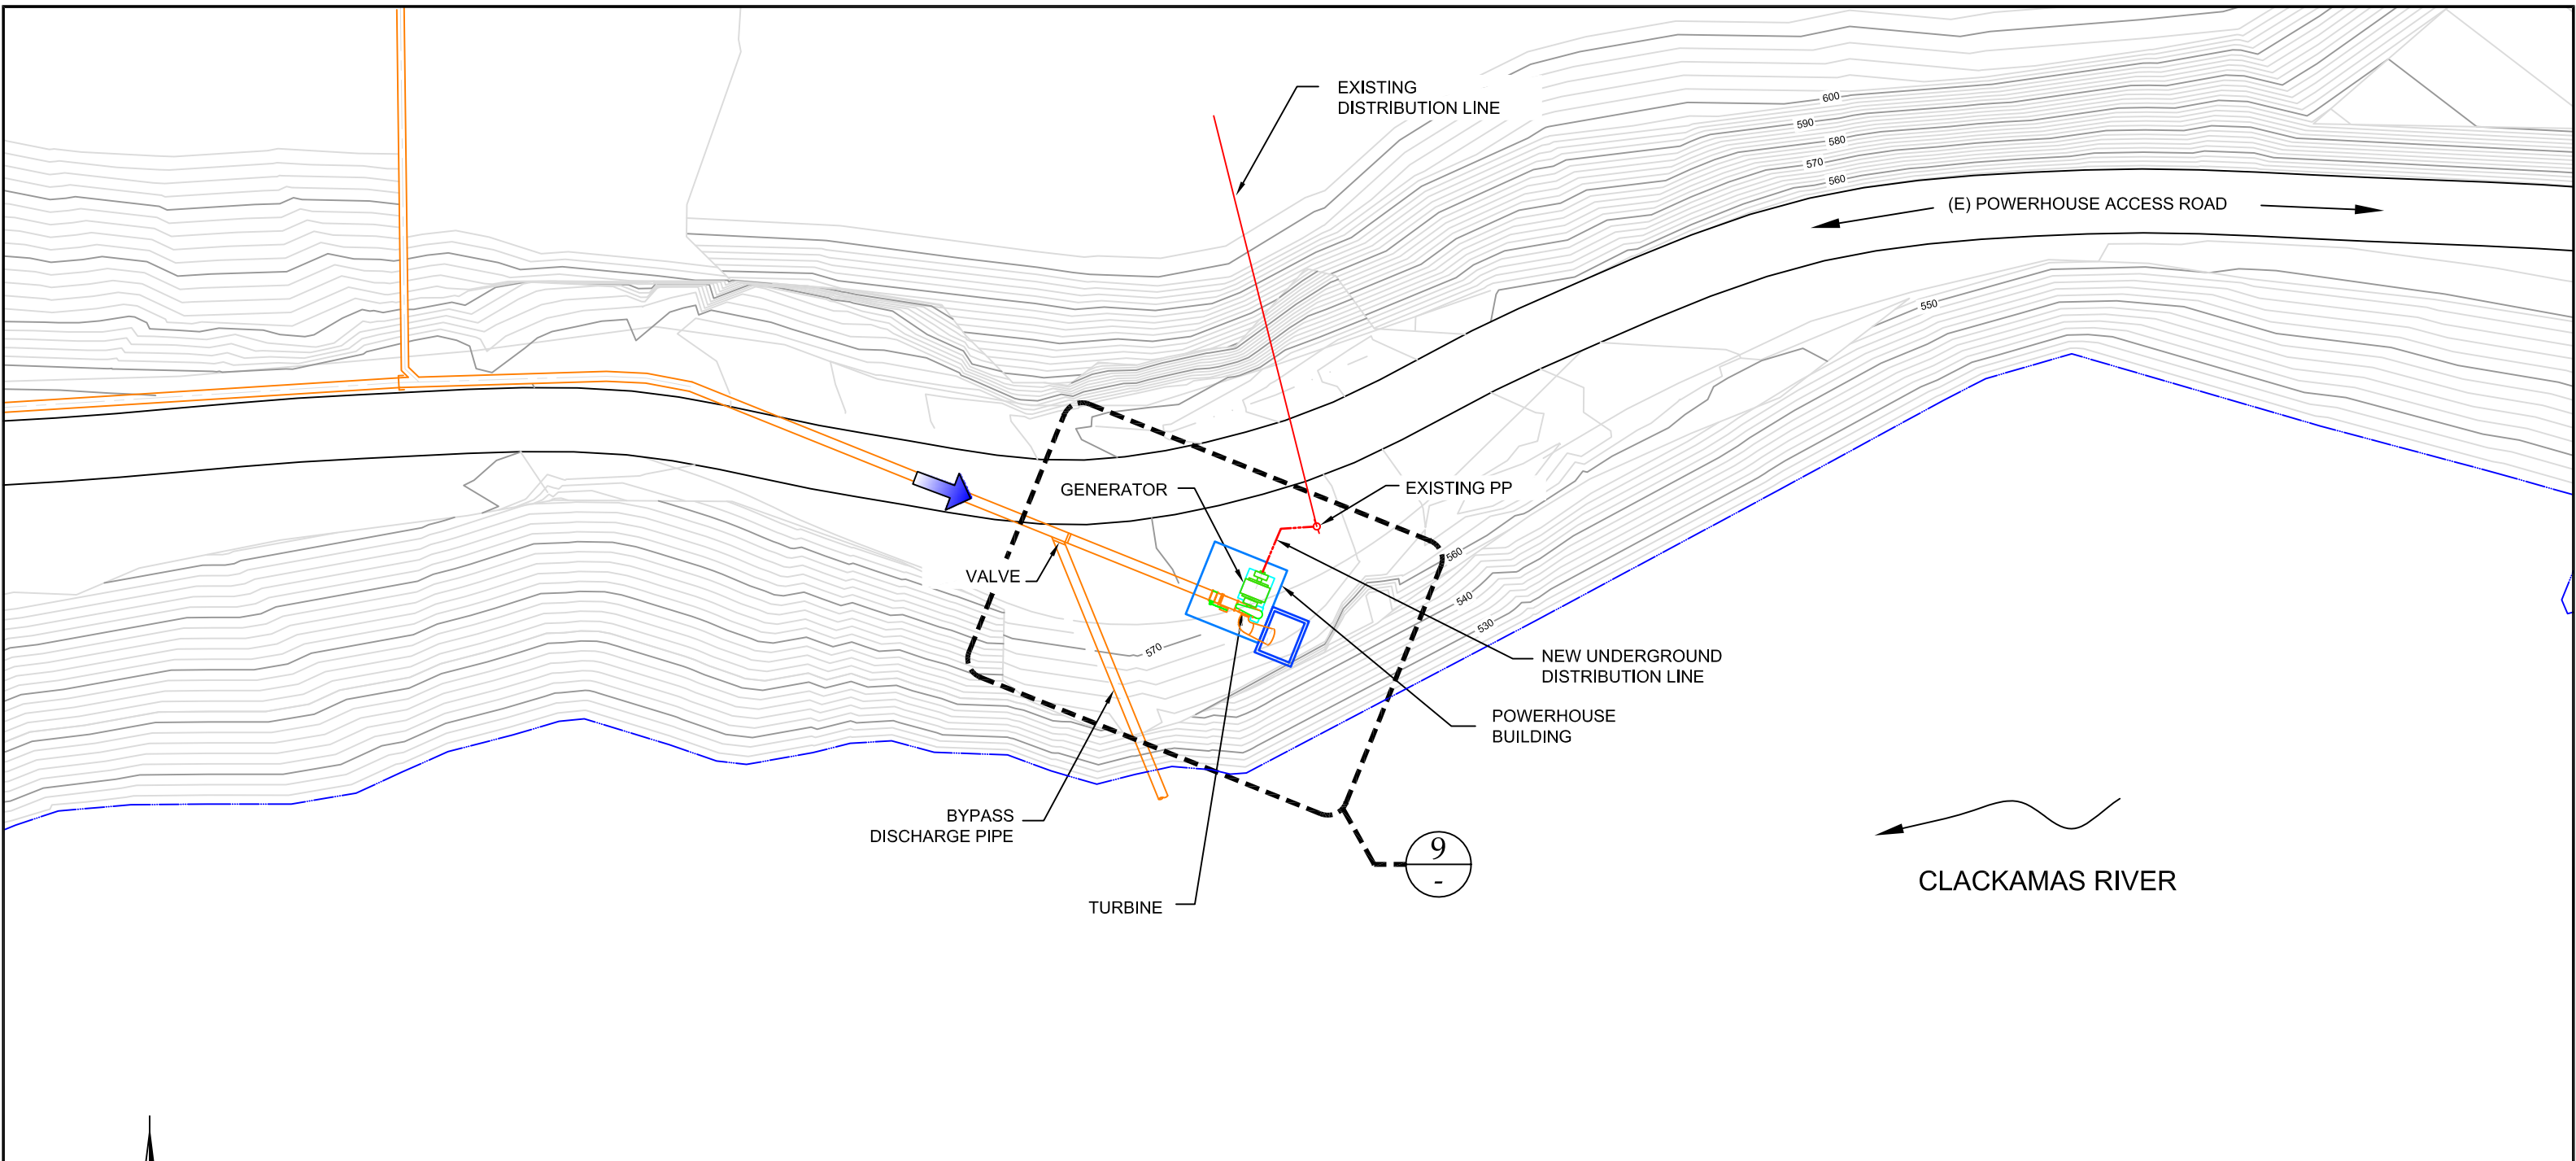 EXISTING
DISTRIBUTION LINE
600
590
580
570
560
(E) POWERHOUSE ACCESS ROAD
550
GENERATOR
EXISTING PP
VALVE
560
540
530
570
NEW UNDERGROUND
DISTRIBUTION LINE
POWERHOUSE
BUILDING
BYPASS
DISCHARGE PIPE
TURBINE
9
-
CLACKAMAS RIVER